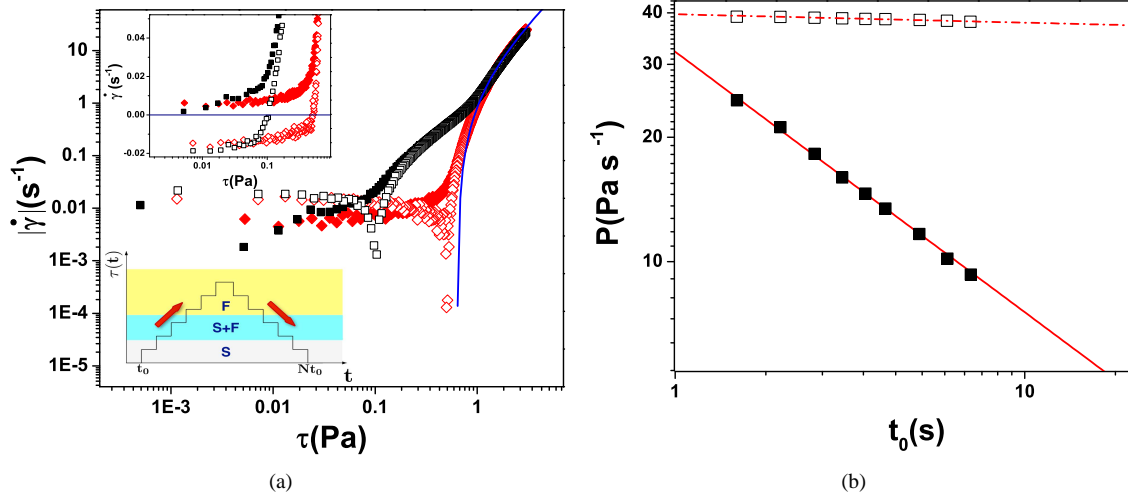 10
1
0.1
0.01
1E-3
1E-4
1E-5
|γ̇|(s⁻¹)
1E-3 0.01 0.1 1
τ(Pa)
0.04
0.02
0.00
-0.02
γ̇ (s⁻¹)
0.01 0.1
τ(Pa)
τ(t)
F
S+F
S
t₀ Nt₀ t
(a)
40
30
20
10
P(Pa s⁻¹)
1 10
t₀(s)
(b)